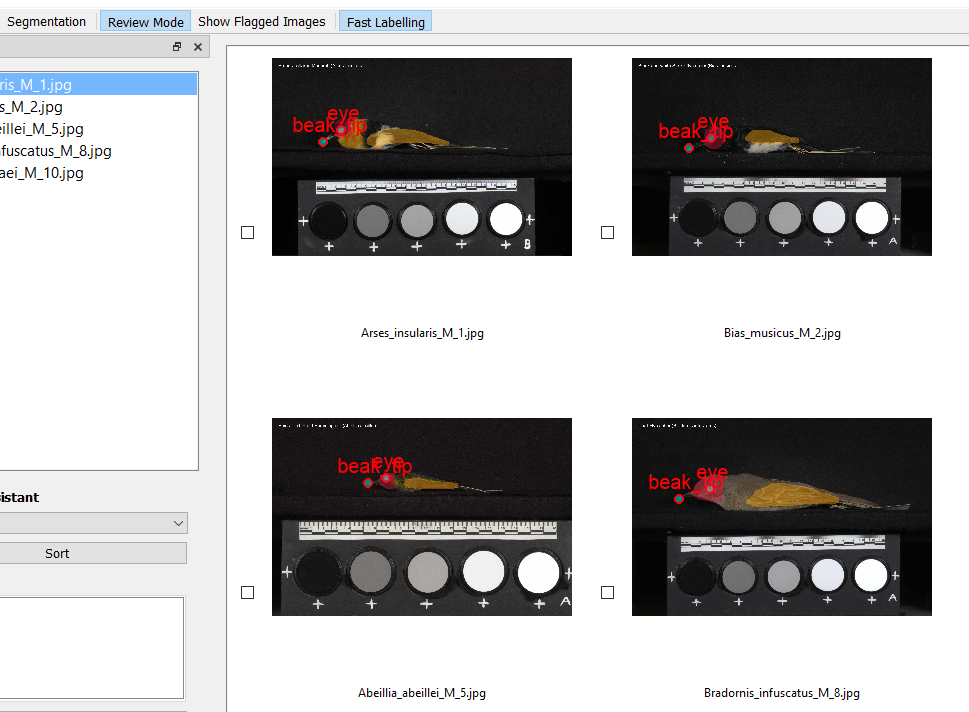 Segmentation Review Mode Show Flagged Images Fast Labelling
ris_M_1.jpg
s_M_2.jpg
eillei_M_5.jpg
nfuscatus_M_8.jpg
aei_M_10.jpg
istant
Sort
eye
beak tip
B
Arses_insularis_M_1.jpg
eye
beak tip
A
Bias_musicus_M_2.jpg
eye
beak tip
A
Abeillia_abeillei_M_5.jpg
eye
beak tip
A
Bradornis_infuscatus_M_8.jpg